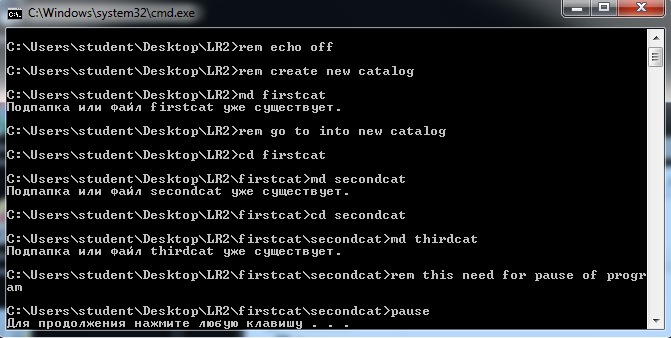 C:\Windows\system32\cmd.exe
C:\Users\student\Desktop\LR2>rem echo off
C:\Users\student\Desktop\LR2>rem create new catalog
C:\Users\student\Desktop\LR2>md firstcat
Подпапка или файл firstcat уже существует.
C:\Users\student\Desktop\LR2>rem go to into new catalog
C:\Users\student\Desktop\LR2>cd firstcat
C:\Users\student\Desktop\LR2\firstcat>md secondcat
Подпапка или файл secondcat уже существует.
C:\Users\student\Desktop\LR2\firstcat>cd secondcat
C:\Users\student\Desktop\LR2\firstcat\secondcat>md thirdcat
Подпапка или файл thirdcat уже существует.
C:\Users\student\Desktop\LR2\firstcat\secondcat>rem this need for pause of progr
am
C:\Users\student\Desktop\LR2\firstcat\secondcat>pause
Для продолжения нажмите любую клавишу . . .